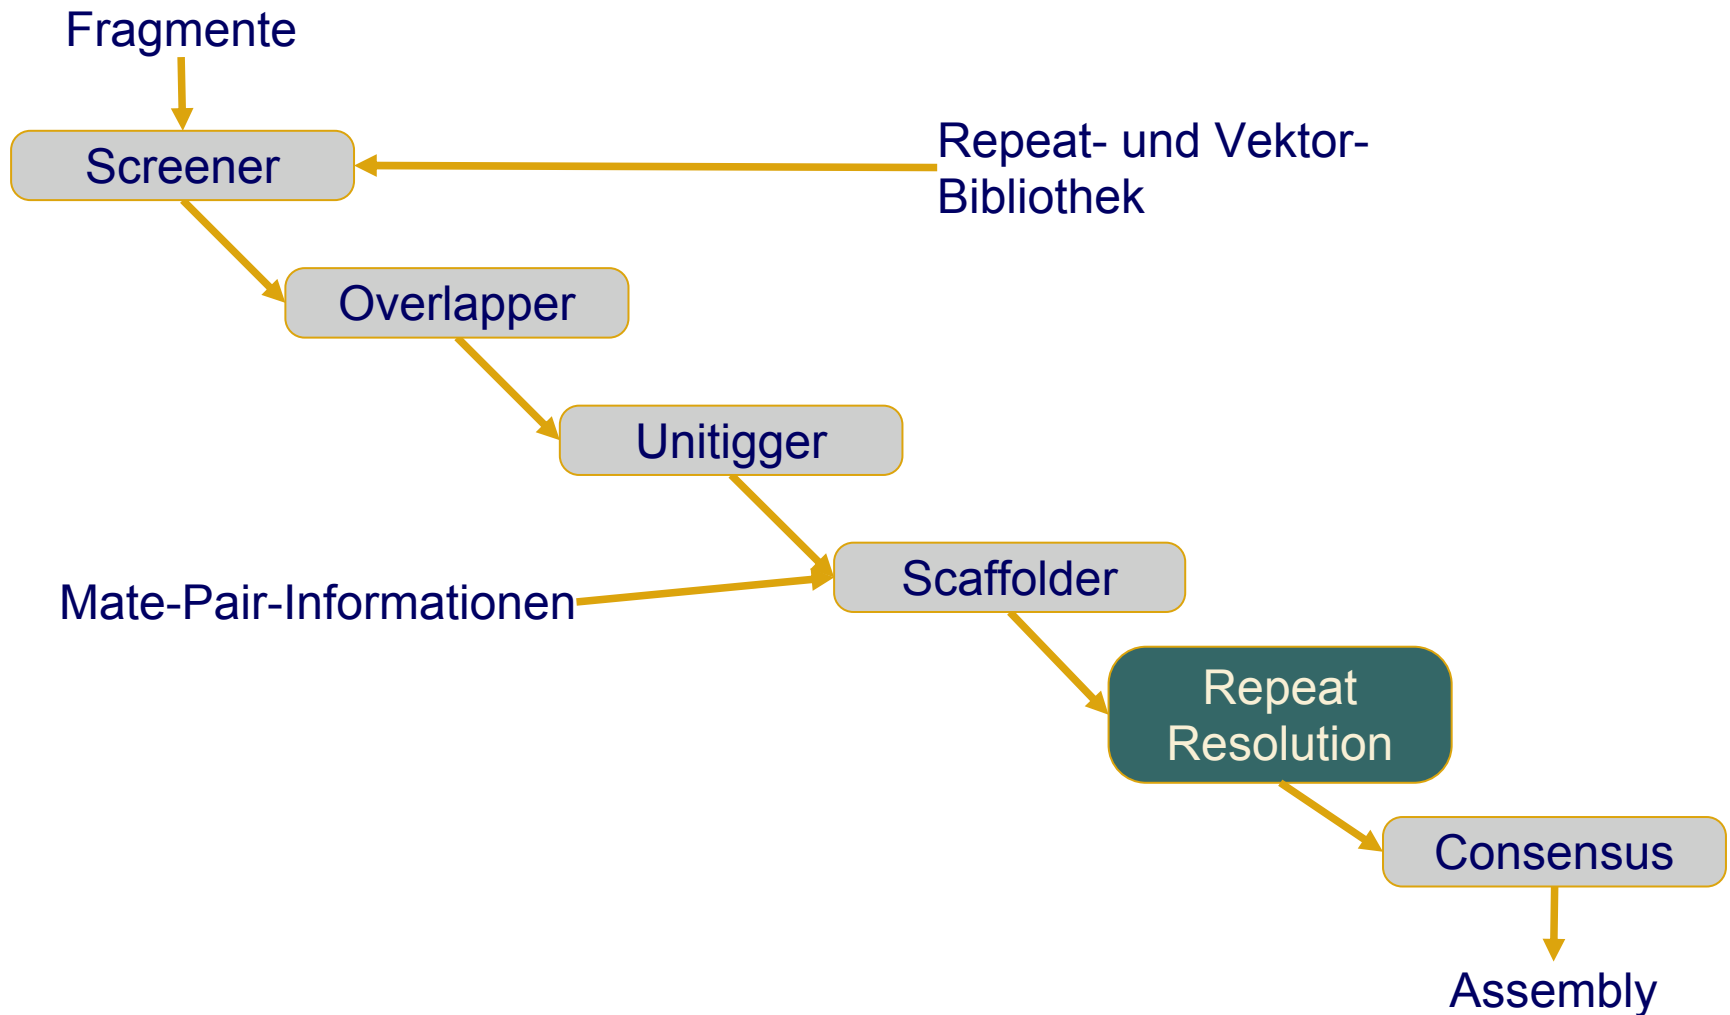 Fragmente
Screener
Repeat- und Vektor-
Bibliothek
Overlapper
Unitigger
Scaffolder
Mate-Pair-Informationen
Repeat
Resolution
Consensus
Assembly